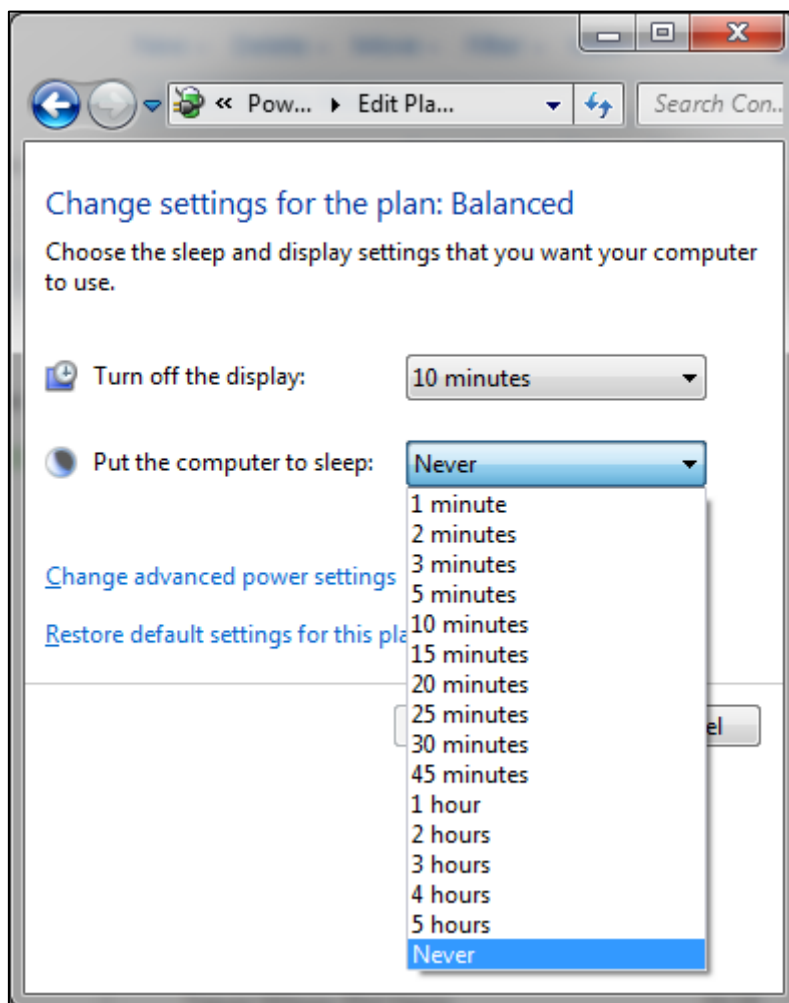 « Pow... Edit Pla...
Search Con..
Change settings for the plan: Balanced
Choose the sleep and display settings that you want your computer
to use.
Turn off the display: 10 minutes
Put the computer to sleep: Never
1 minute
2 minutes
3 minutes
Change advanced power settings
5 minutes
10 minutes
Restore default settings for this pla
15 minutes
20 minutes
25 minutes
el
30 minutes
45 minutes
1 hour
2 hours
3 hours
4 hours
5 hours
Never